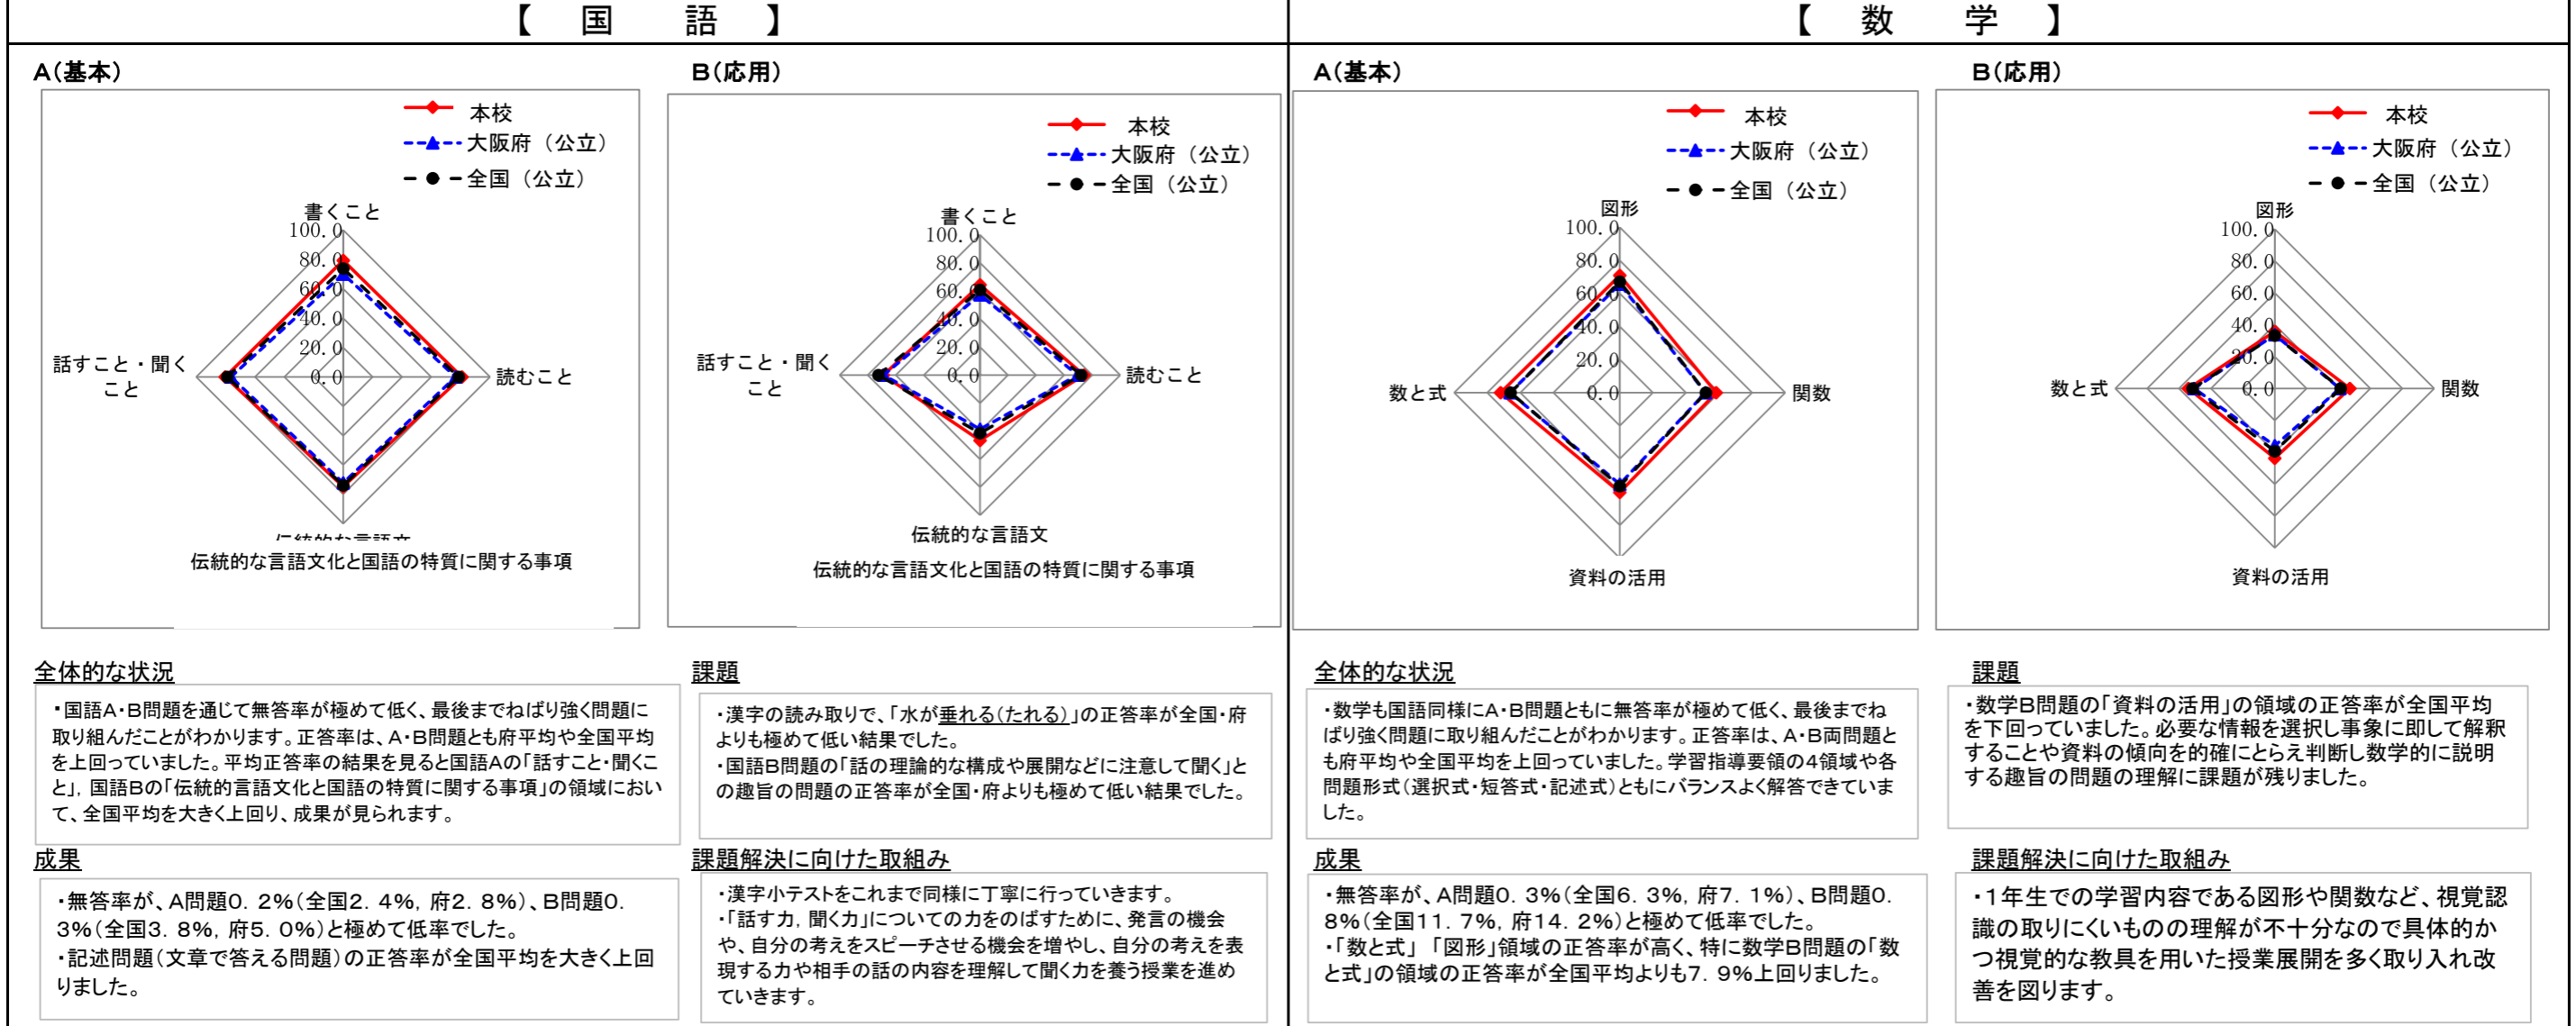 【　国　語　】
A(基本)
本校
大阪府（公立）
全国（公立）
書くこと
100.0
80.0
60.0
40.0
20.0
0.0
話すこと・聞く
こと
読むこと
伝統的な言語文
伝統的な言語文化と国語の特質に関する事項
B(応用)
本校
大阪府（公立）
全国（公立）
書くこと
100.0
80.0
60.0
40.0
20.0
0.0
話すこと・聞く
こと
読むこと
伝統的な言語文
伝統的な言語文化と国語の特質に関する事項
全体的な状況
・国語A・B問題を通じて無答率が極めて低く、最後までねばり強く問題に
取り組んだことがわかります。正答率は、A・B問題とも府平均や全国平均
を上回っていました。平均正答率の結果を見ると国語Aの「話すこと・聞くこ
と」，国語Bの「伝統的言語文化と国語の特質に関する事項」の領域におい
て、全国平均を大きく上回り、成果が見られます。
課題
・漢字の読み取りで、「水が垂れる(たれる)」の正答率が全国・府
よりも極めて低い結果でした。
・国語B問題の「話の理論的な構成や展開などに注意して聞く」と
の趣旨の問題の正答率が全国・府よりも極めて低い結果でした。
成果
・無答率が、A問題0．2％(全国2．4％，府2．8％)、B問題0．
3％(全国3．8％，府5．0％)と極めて低率でした。
・記述問題(文章で答える問題)の正答率が全国平均を大きく上回
りました。
課題解決に向けた取組み
・漢字小テストをこれまで同様に丁寧に行っていきます。
・「話す力，聞く力」についての力をのばすために、発言の機会
や、自分の考えをスピーチさせる機会を増やし、自分の考えを表
現する力や相手の話の内容を理解して聞く力を養う授業を進め
ていきます。
【　数　学　】
A(基本)
本校
大阪府（公立）
全国（公立）
図形
100.0
80.0
60.0
40.0
20.0
0.0
数と式
関数
資料の活用
B(応用)
本校
大阪府（公立）
全国（公立）
図形
100.0
80.0
60.0
40.0
20.0
0.0
数と式
関数
資料の活用
全体的な状況
・数学も国語同様にA・B問題ともに無答率が極めて低く、最後までね
ばり強く問題に取り組んだことがわかります。正答率は、A・B両問題と
も府平均や全国平均を上回っていました。学習指導要領の4領域や各
問題形式(選択式・短答式・記述式)ともにバランスよく解答できていま
した。
課題
・数学B問題の「資料の活用」の領域の正答率が全国平均
を下回っていました。必要な情報を選択し事象に即して解釈
することや資料の傾向を的確にとらえ判断し数学的に説明
する趣旨の問題の理解に課題が残りました。
成果
・無答率が、A問題0．3％(全国6．3％，府7．1％)、B問題0．
8％(全国11．7％，府14．2％)と極めて低率でした。
・「数と式」「図形」領域の正答率が高く、特に数学B問題の「数
と式」の領域の正答率が全国平均よりも7．9％上回りました。
課題解決に向けた取組み
・1年生での学習内容である図形や関数など、視覚認
識の取りにくいものの理解が不十分なので具体的か
つ視覚的な教具を用いた授業展開を多く取り入れ改
善を図ります。